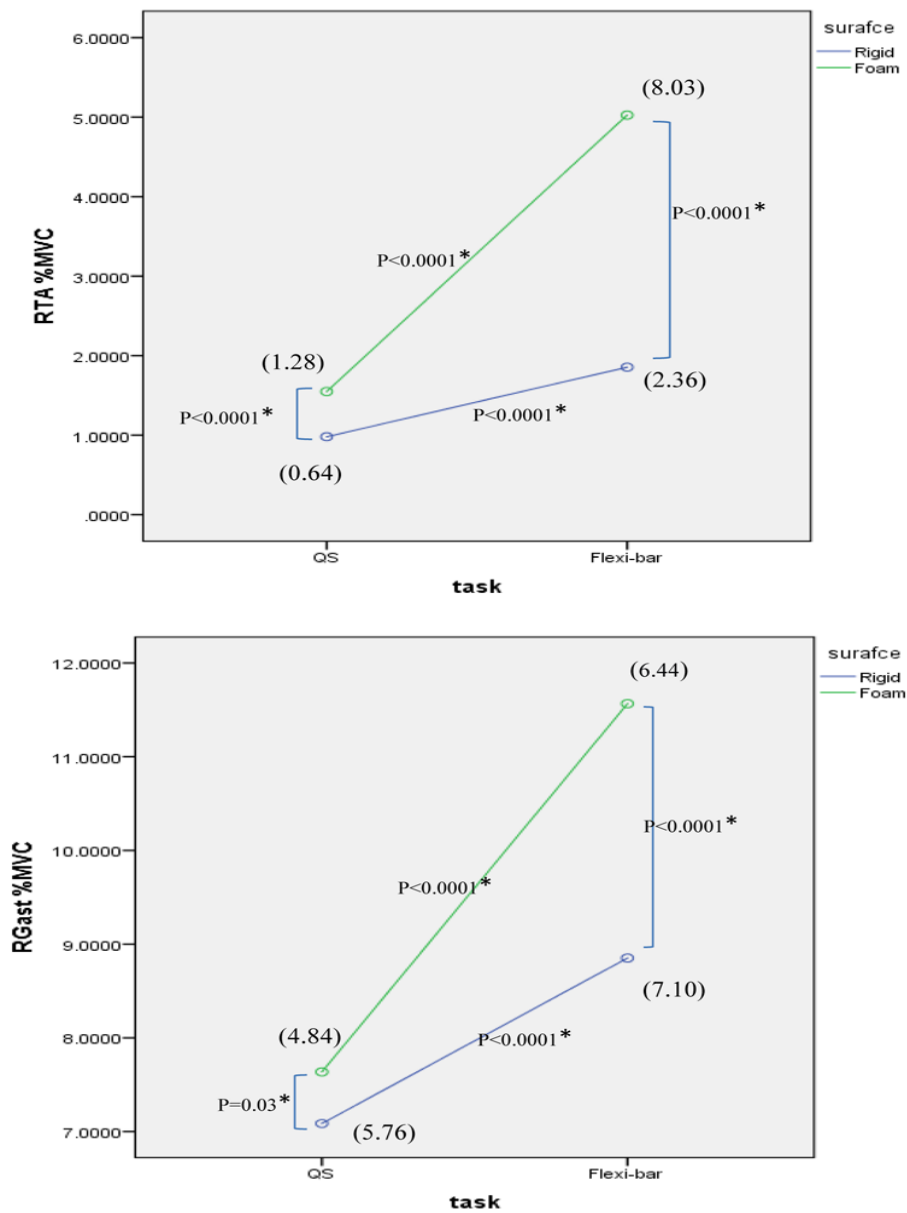 6.0000
surafce
Rigid
Foam
(8.03)
5.0000
P<0.0001*
4.0000
P<0.0001*
RTA %MVC
3.0000
2.0000
(1.28)
(2.36)
P<0.0001*
P<0.0001*
1.0000
(0.64)
.0000
QS
Flexi-bar
task
12.0000
surafce
Rigid
Foam
(6.44)
11.0000
P<0.0001*
10.0000
P<0.0001*
RGast %MVC
9.0000
(7.10)
8.0000
(4.84)
P<0.0001*
P=0.03*
7.0000
(5.76)
QS
Flexi-bar
task